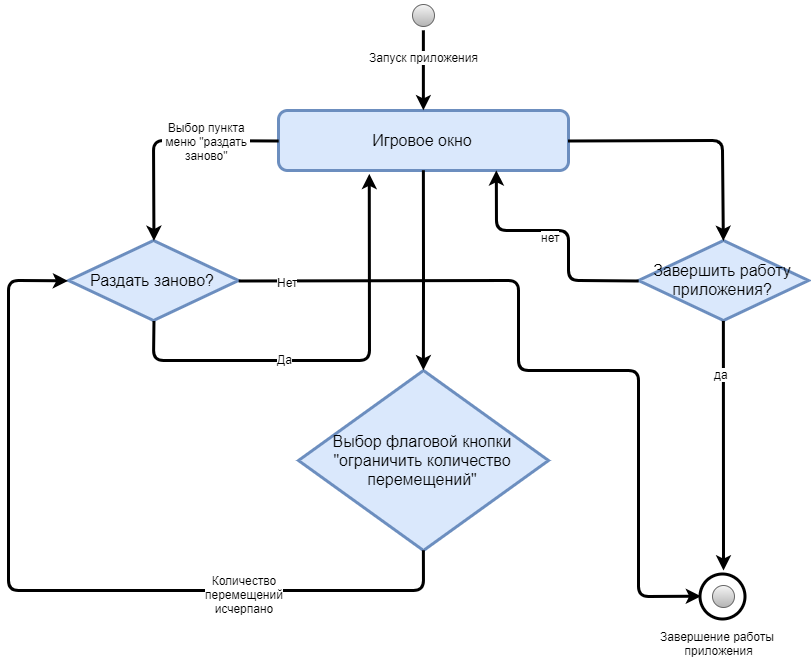 Запуск приложения
Игровое окно
Выбор пункта
меню "раздать
заново"
нет
Завершить работу
приложения?
Раздать заново?
Нет
Да
да
Выбор флаговой кнопки
"ограничить количество
перемещений"
Количество
перемещений
исчерпано
Завершение работы
приложения